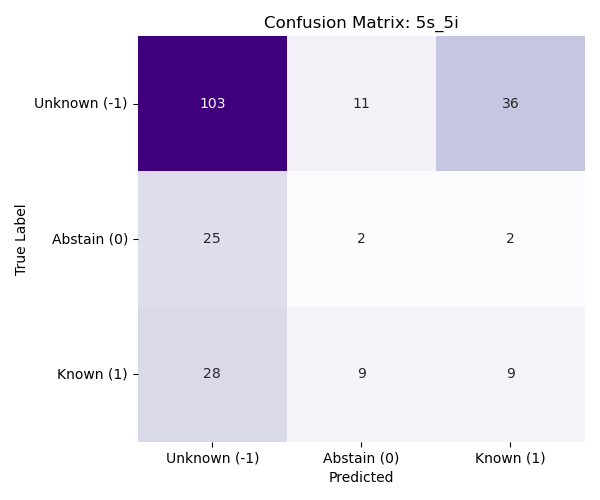 Confusion Matrix: 5s_5i
True Label
Unknown (-1) 103 11 36
Abstain (0) 25 2 2
Known (1) 28 9 9
Unknown (-1) Abstain (0) Known (1)
Predicted